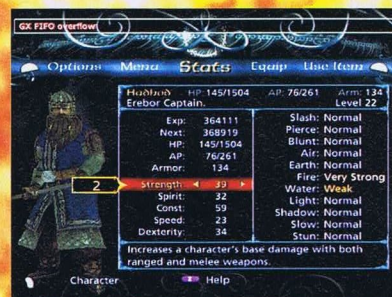 GX FIFO overflow!
Options Menu Stats Equip Use Item
Hadhod HP: 145/1504 AP: 76/261 Arm: 134
Erebor Captain. Level 22
Exp: 364111
Next: 368919
HP: 145/1504
AP: 76/261
Armor: 134
2 Strength 39
Spirit: 32
Const: 59
Speed: 23
Dexterity: 34
Slash: Normal
Pierce: Normal
Blunt: Normal
Air: Normal
Earth: Normal
Fire: Very Strong
Water: Weak
Light: Normal
Shadow: Normal
Slow: Normal
Stun: Normal
Increases a character's base damage with both
ranged and melee weapons.
Character Help